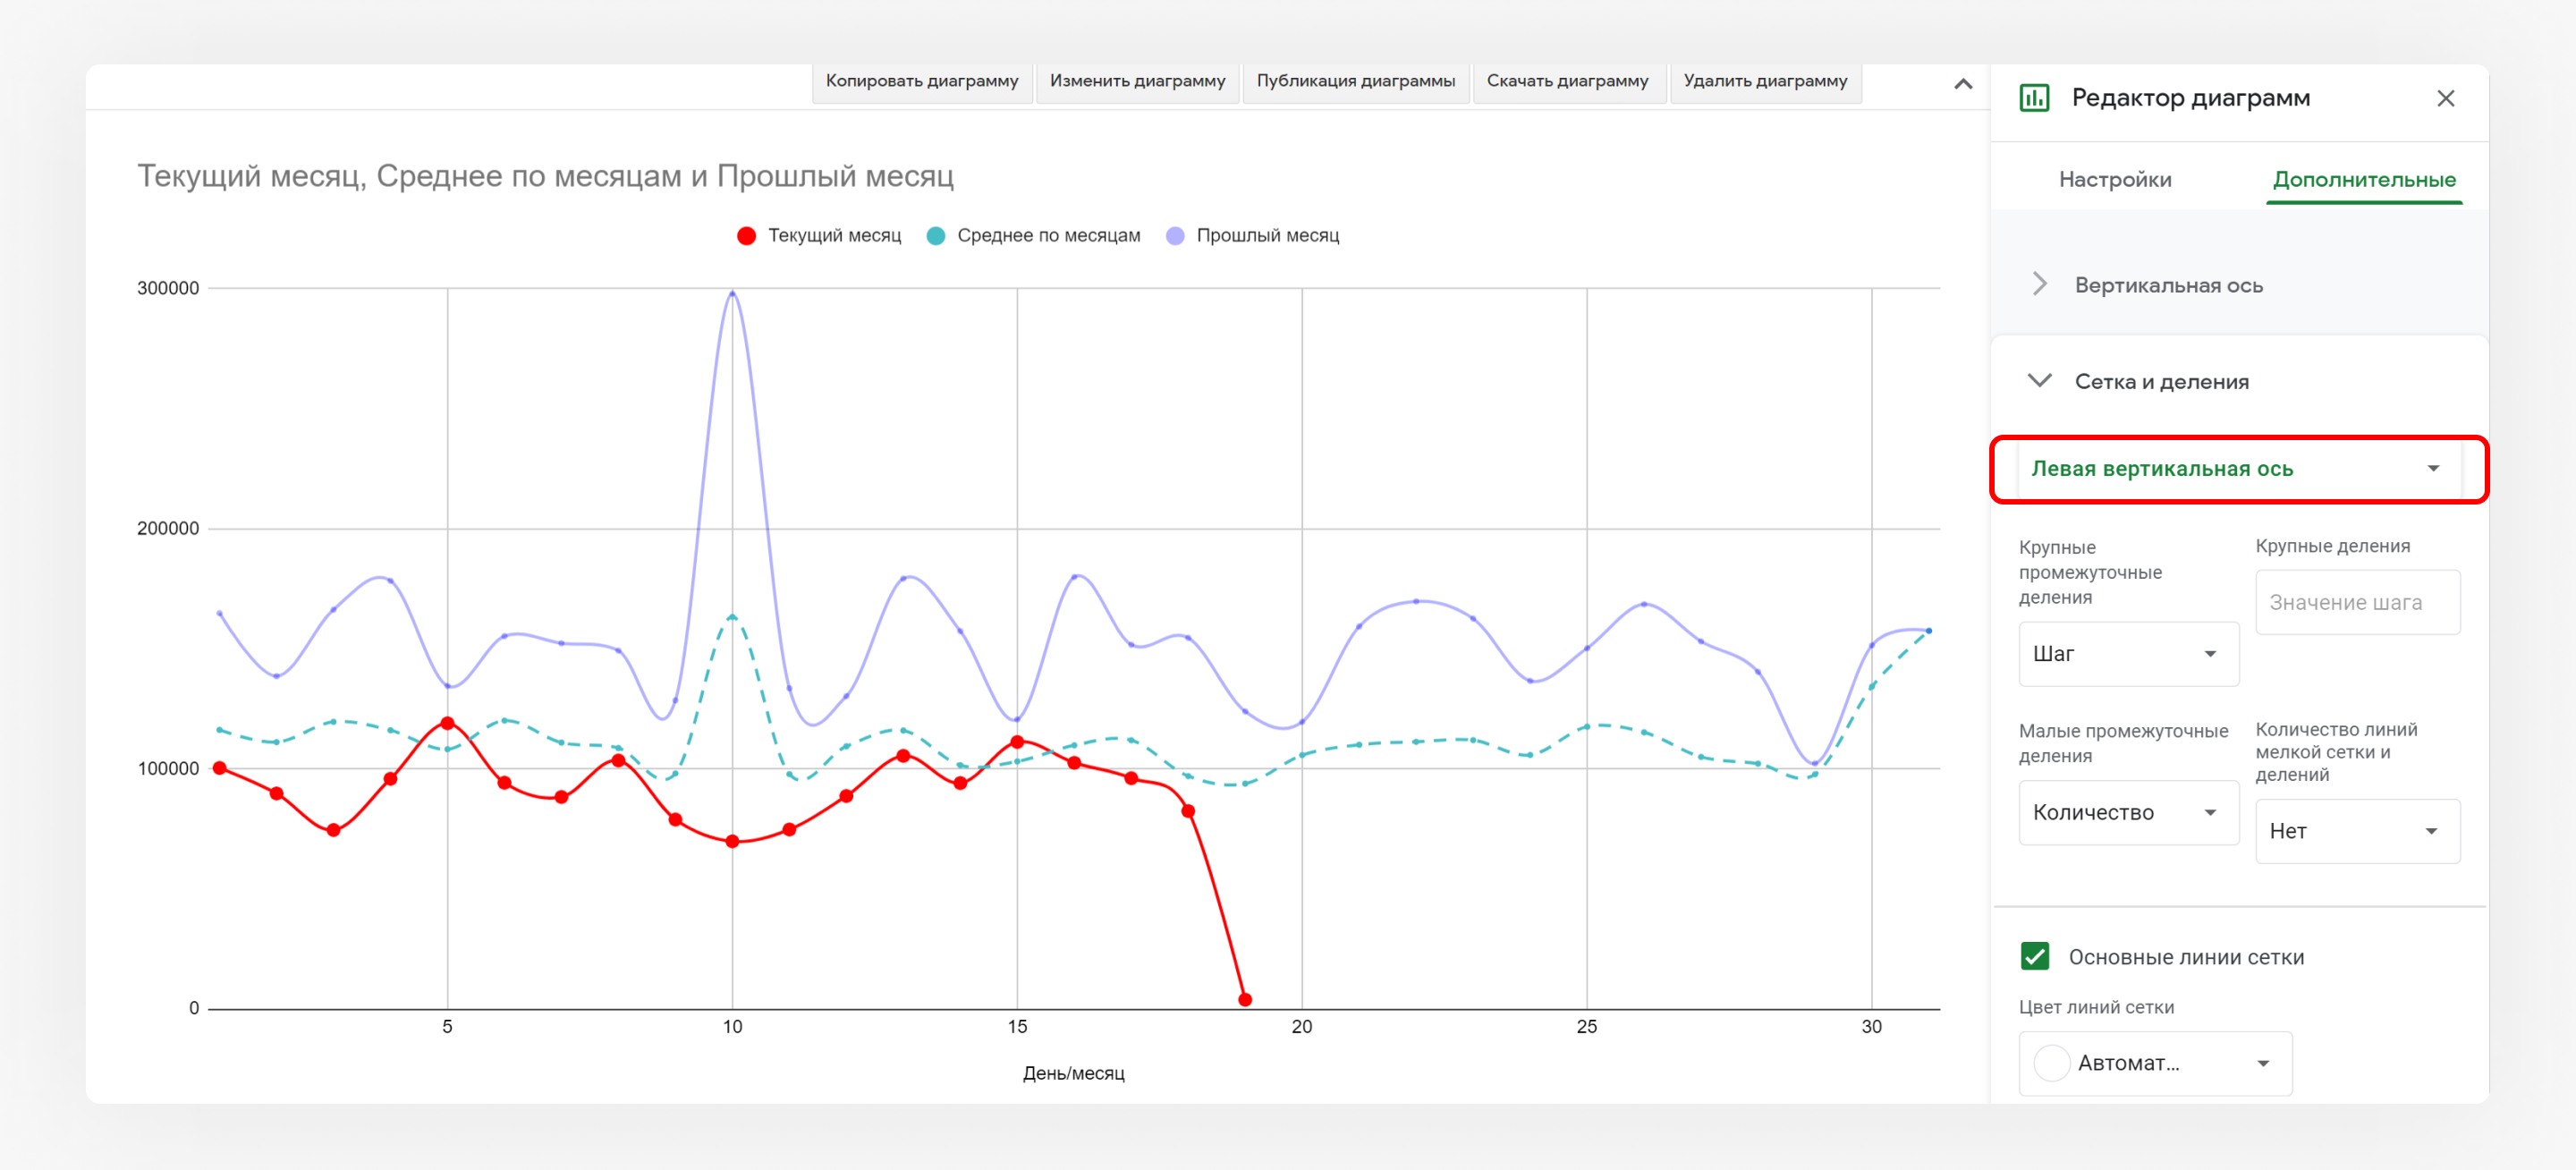 Копировать диаграмму
Изменить диаграмму
Публикация диаграммы
Скачать диаграмму
Удалить диаграмму
Текущий месяц, Среднее по месяцам и Прошлый месяц
Текущий месяц
Среднее по месяцам
Прошлый месяц
300000
200000
100000
0
5
10
15
20
25
30
День/месяц
Редактор диаграмм
Настройки
Дополнительные
Вертикальная ось
Сетка и деления
Левая вертикальная ось
Крупные
промежуточные
деления
Шаг
Крупные деления
Значение шага
Малые промежуточные
деления
Количество
Количество линий
мелкой сетки и
делений
Нет
Основные линии сетки
Цвет линий сетки
Автомат...